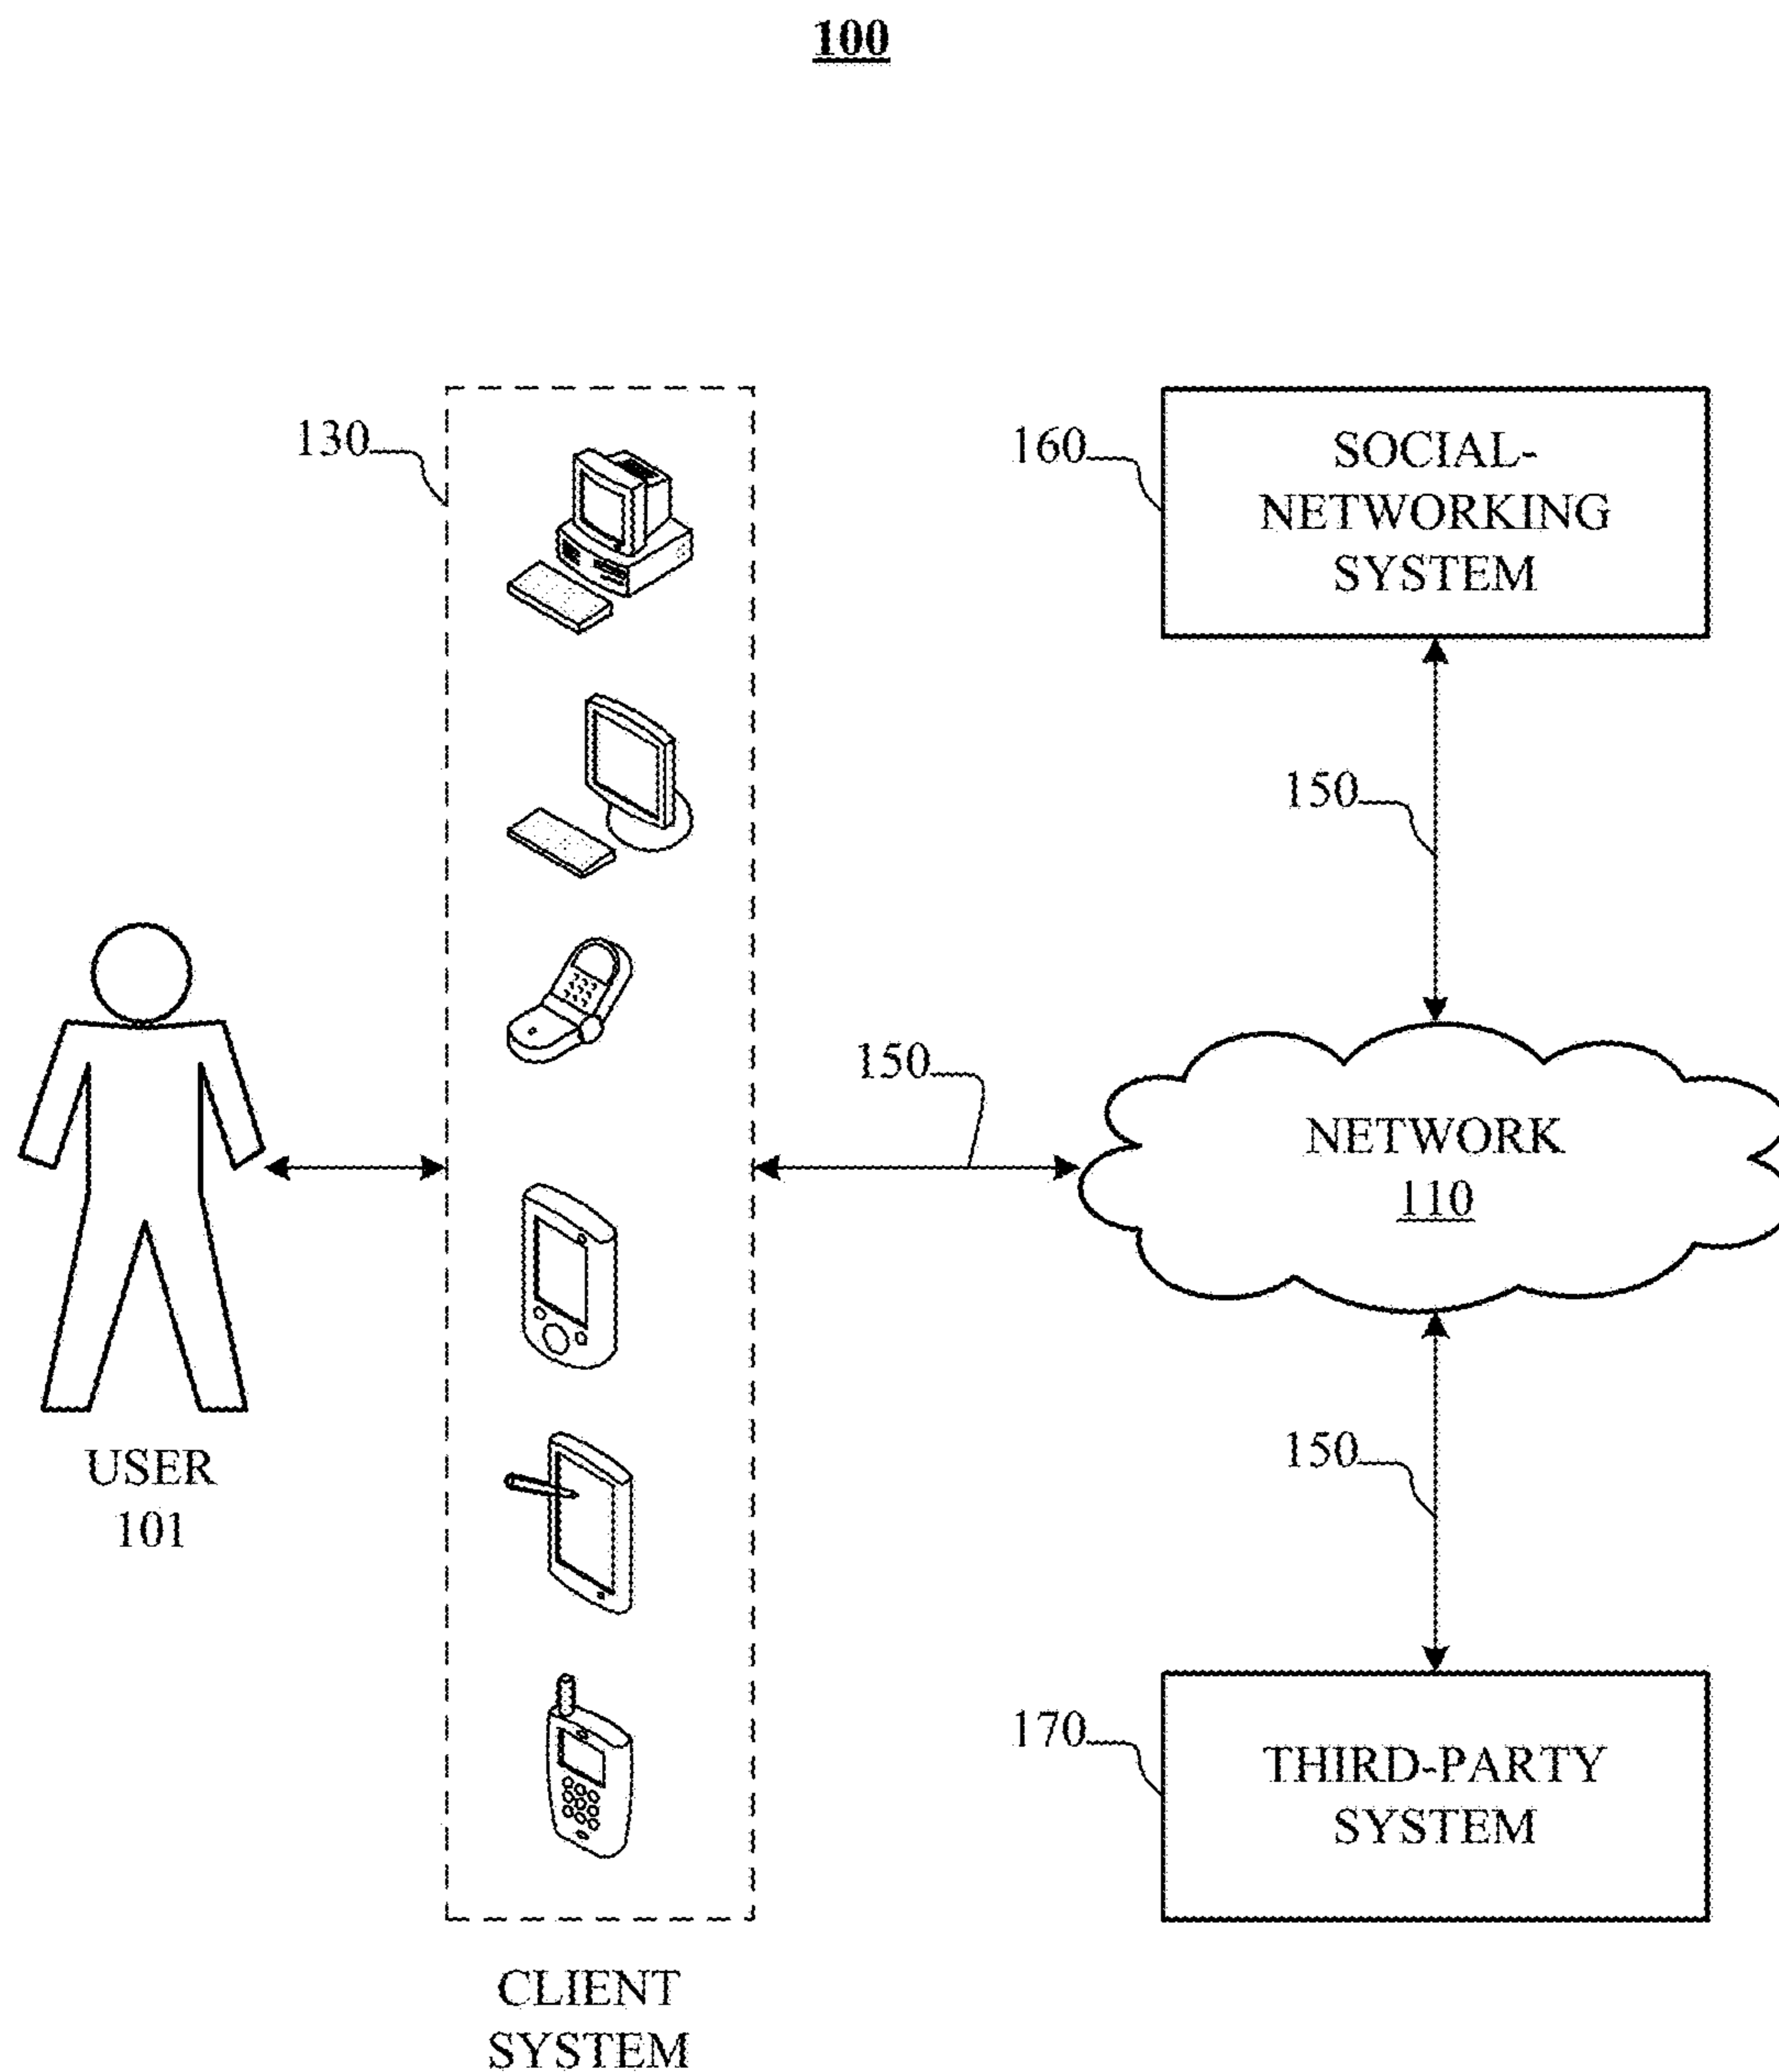 100
130
160
SOCIAL-
NETWORKING
SYSTEM
150
150
NETWORK
110
USER
101
150
170
THIRD-PARTY
SYSTEM
CLIENT
SYSTEM